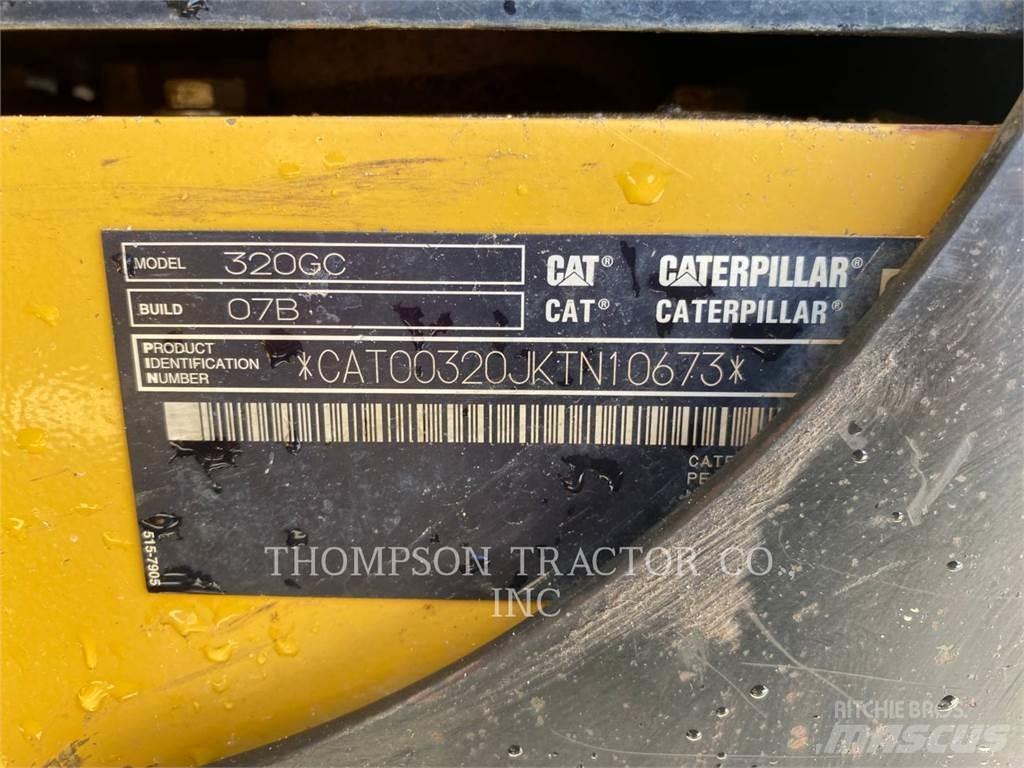 MODEL 320GC
CAT® CATERPILLAR®
BUILD 07B
CAT® CATERPILLAR®
PRODUCT
IDENTIFICATION
NUMBER
*CAT00320JKTN10673*
515-7905
THOMPSON TRACTOR CO
INC
RITCHIE BROS.
MASCUS